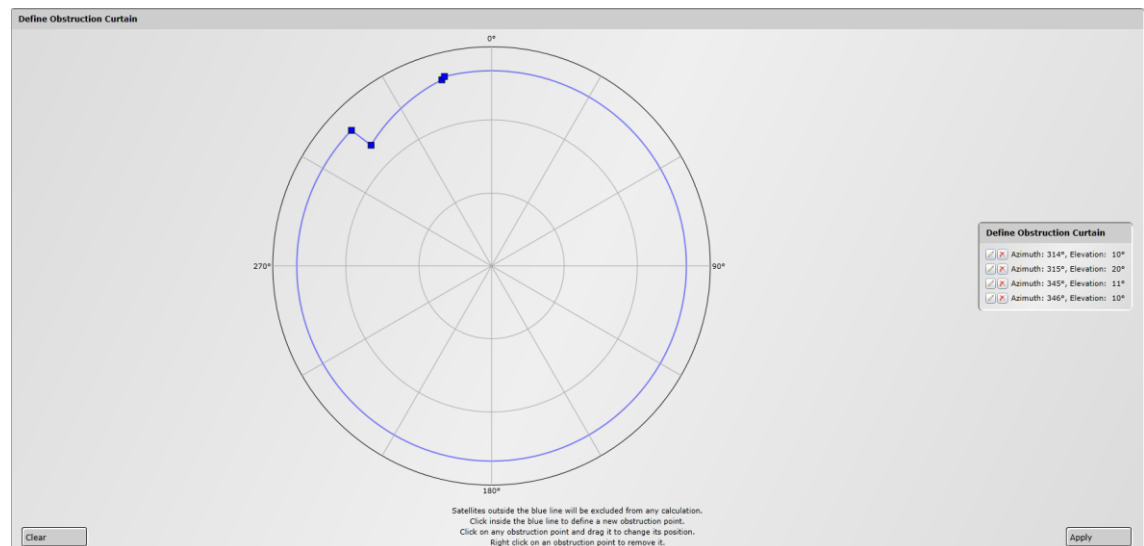 Define Obstruction Curtain
0°
270°
90°
180°
Define Obstruction Curtain
Azimuth: 314°, Elevation: 10°
Azimuth: 315°, Elevation: 20°
Azimuth: 345°, Elevation: 11°
Azimuth: 346°, Elevation: 10°
Satellites outside the blue line will be excluded from any calculation.
Click inside the blue line to define a new obstruction point.
Click on any obstruction point and drag it to change its position.
Right click on an obstruction point to remove it.
Clear
Apply